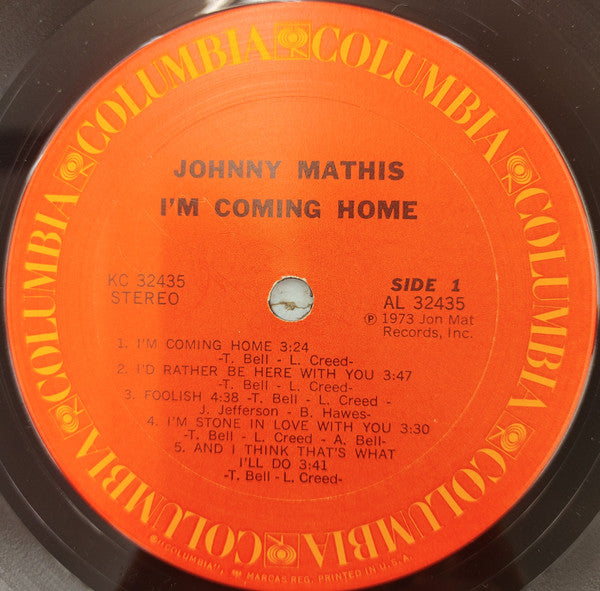 COLUMBIA COLUMBIA COLUMBIA COLUMBIA COLUMBIA COLUMBIA
JOHNNY MATHIS
I'M COMING HOME
KC 32435
STEREO
SIDE 1
AL 32435
Ⓟ 1973 Jon Mat
Records, Inc.
1. I'M COMING HOME 3:24
-T. Bell - L. Creed-
2. I'D RATHER BE HERE WITH YOU 3:47
-T. Bell - L. Creed-
3. FOOLISH 4:38 -T. Bell - L. Creed -
J. Jefferson - B. Hawes-
4. I'M STONE IN LOVE WITH YOU 3:30
-T. Bell - L. Creed - A. Bell-
5. AND I THINK THAT'S WHAT
I'LL DO 3:41
-T. Bell - L. Creed-
®"COLUMBIA", MARCAS REG. PRINTED IN U.S.A.